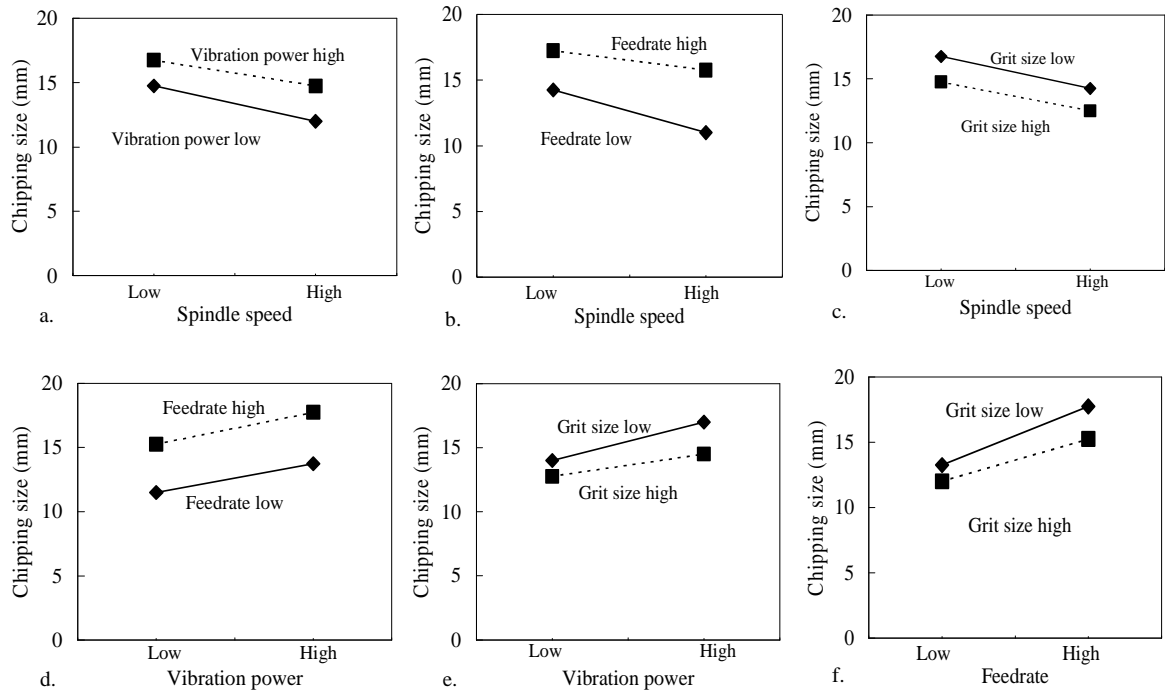 Chipping size (mm)
20
15
10
5
0
Vibration power high
Vibration power low
Low
High
Spindle speed
a.
Chipping size (mm)
20
15
10
5
0
Feedrate high
Feedrate low
Low
High
Spindle speed
b.
Chipping size (mm)
20
15
10
5
0
Grit size low
Grit size high
Low
High
Spindle speed
c.
Chipping size (mm)
20
15
10
5
0
Feedrate high
Feedrate low
Low
High
Vibration power
d.
Chipping size (mm)
20
15
10
5
0
Grit size low
Grit size high
Low
High
Vibration power
e.
Chipping size (mm)
20
15
10
5
0
Grit size low
Grit size high
Low
High
Feedrate
f.